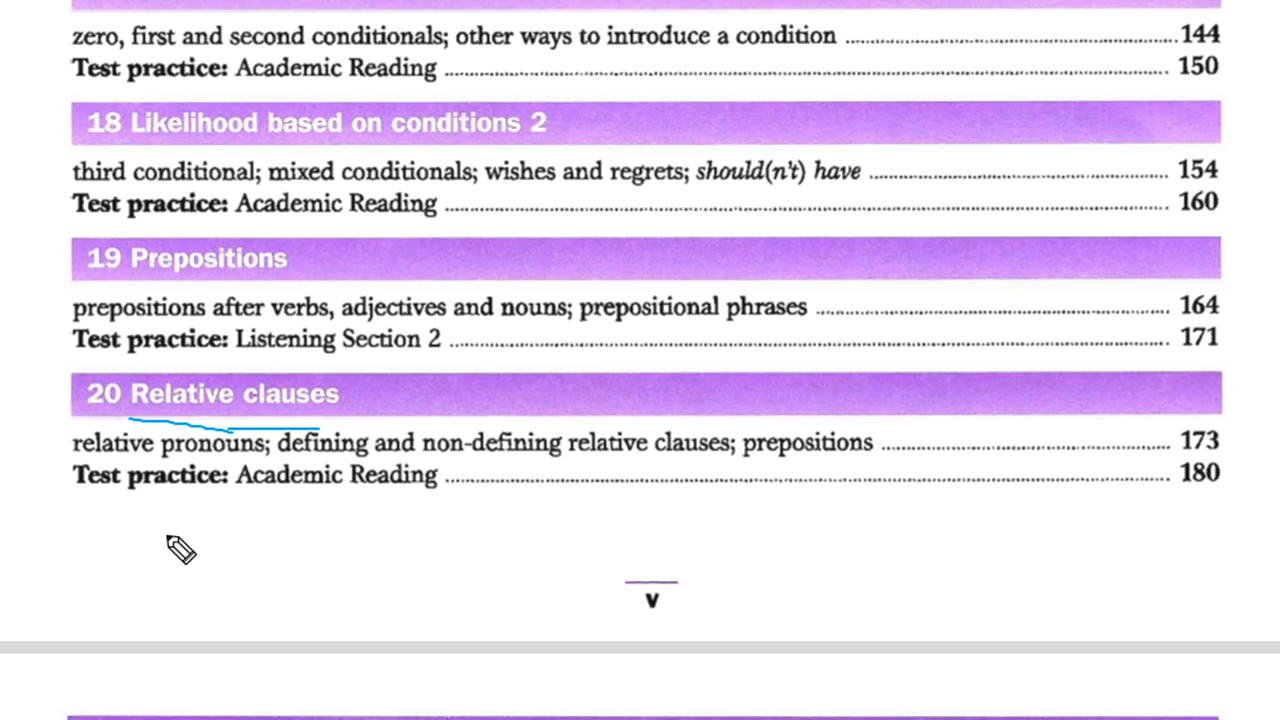 zero, first and second conditionals; other ways to introduce a condition ........ 144
Test practice: Academic Reading ........ 150
18 Likelihood based on conditions 2
third conditional; mixed conditionals; wishes and regrets; should(n't) have ........ 154
Test practice: Academic Reading ........ 160
19 Prepositions
prepositions after verbs, adjectives and nouns; prepositional phrases ........ 164
Test practice: Listening Section 2 ........ 171
20 Relative clauses
relative pronouns; defining and non-defining relative clauses; prepositions ........ 173
Test practice: Academic Reading ........ 180
v